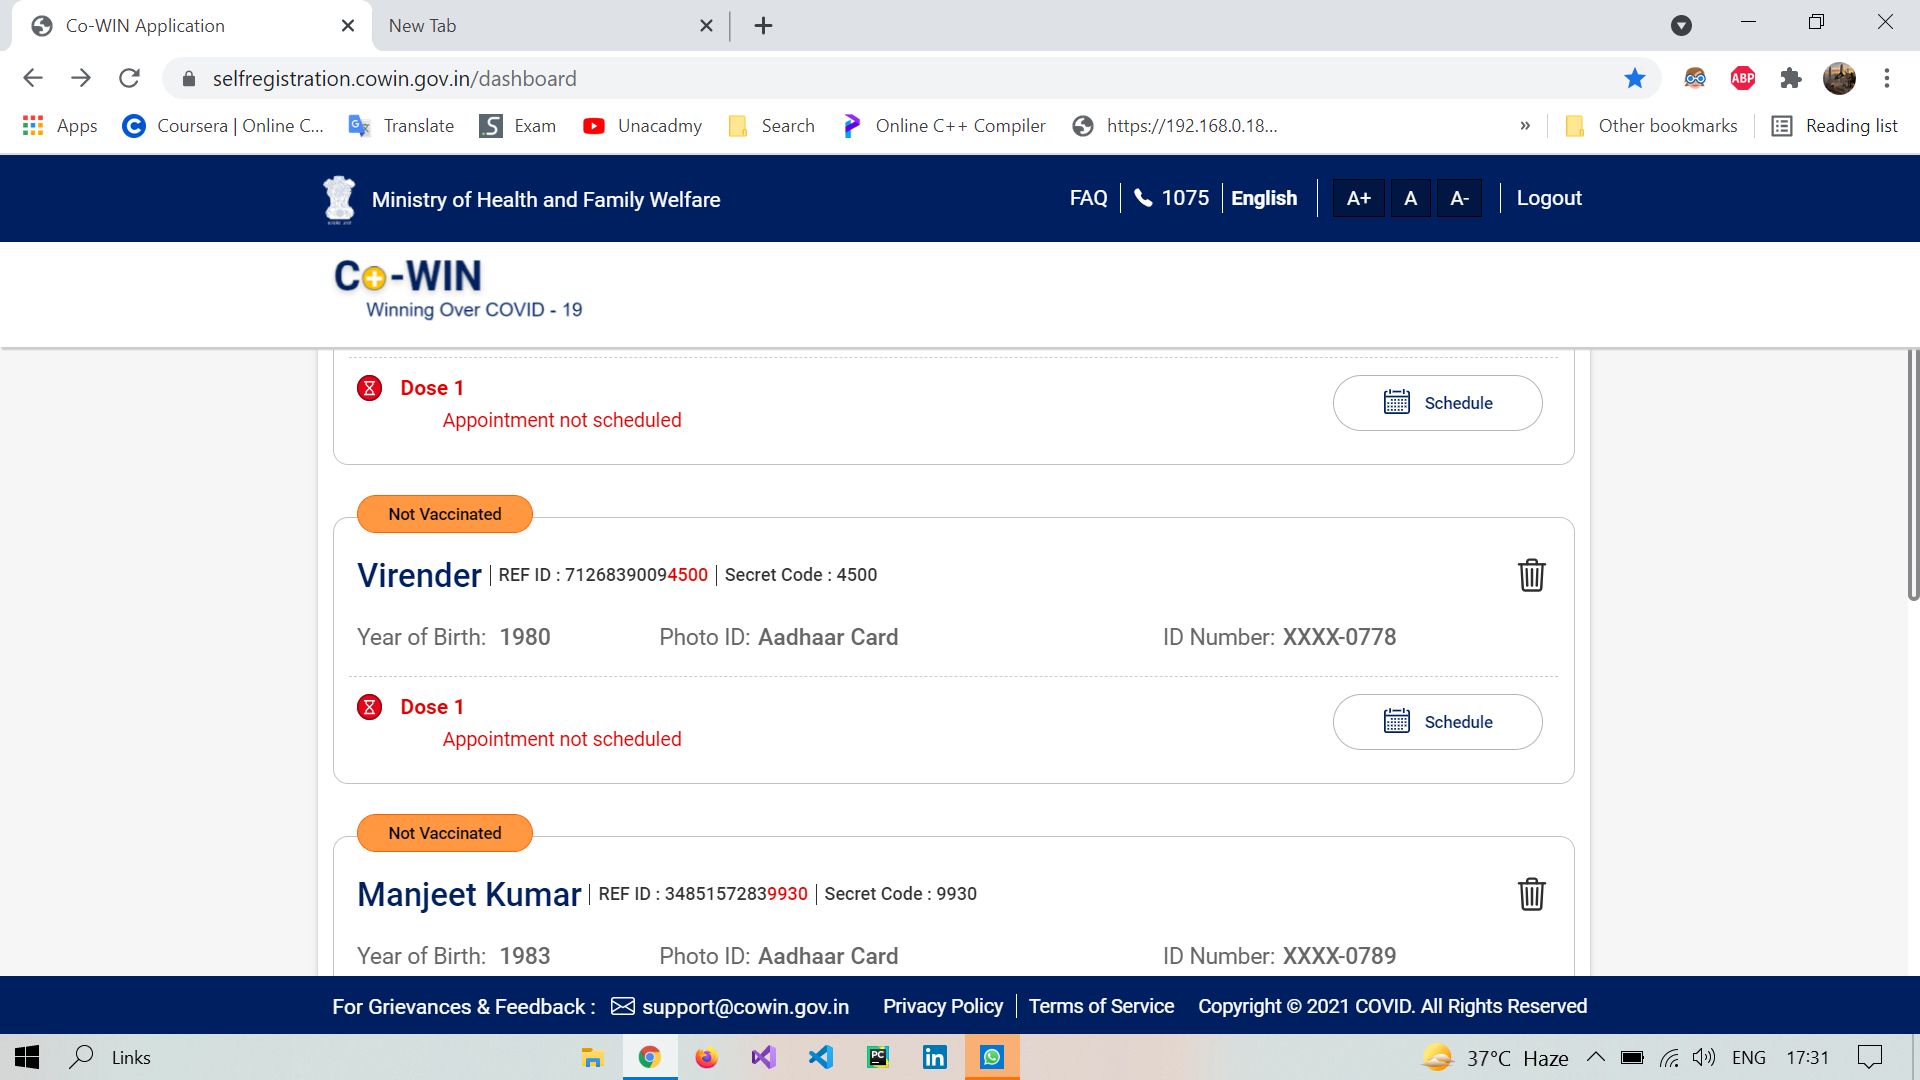 Co-WIN Application
New Tab
selfregistration.cowin.gov.in/dashboard
ABP
Apps
Coursera | Online C...
Translate
Exam
Unacadmy
Search
Online C++ Compiler
https://192.168.0.18...
»
Other bookmarks
Reading list
Ministry of Health and Family Welfare
FAQ
1075
English
A+
A
A-
Logout
Co-WIN
Winning Over COVID - 19
Dose 1
Appointment not scheduled
Schedule
Not Vaccinated
Virender
REF ID : 71268390094500
Secret Code : 4500
Year of Birth: 1980
Photo ID: Aadhaar Card
ID Number: XXXX-0778
Dose 1
Appointment not scheduled
Schedule
Not Vaccinated
Manjeet Kumar
REF ID : 34851572839930
Secret Code : 9930
Year of Birth: 1983
Photo ID: Aadhaar Card
ID Number: XXXX-0789
For Grievances & Feedback :
support@cowin.gov.in
Privacy Policy
Terms of Service
Copyright © 2021 COVID. All Rights Reserved
Links
PC
in
37°C Haze
ENG
17:31